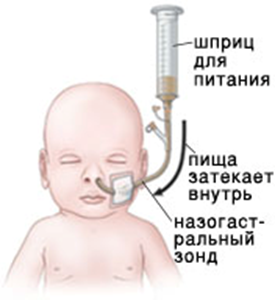 шприц
для
питания
пища
затекает
внутрь
назогаст-
ральный
зонд